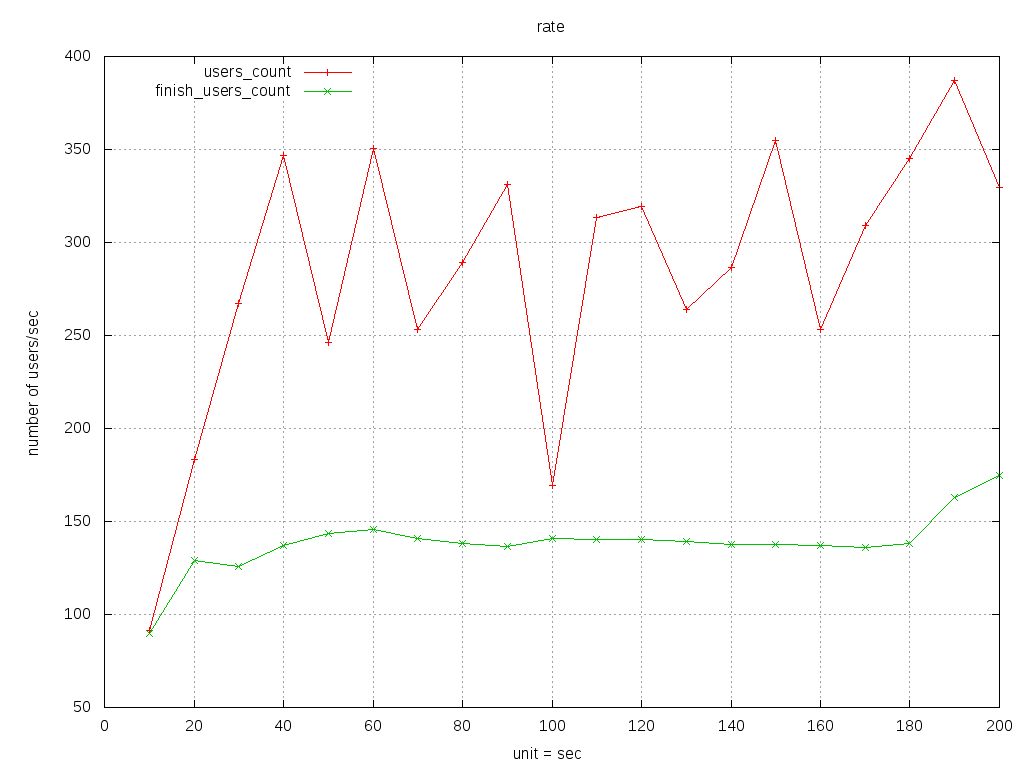 rate
users_count
finish_users_count
400
350
300
250
200
150
100
50
number of users/sec
0 20 40 60 80 100 120 140 160 180 200
unit = sec